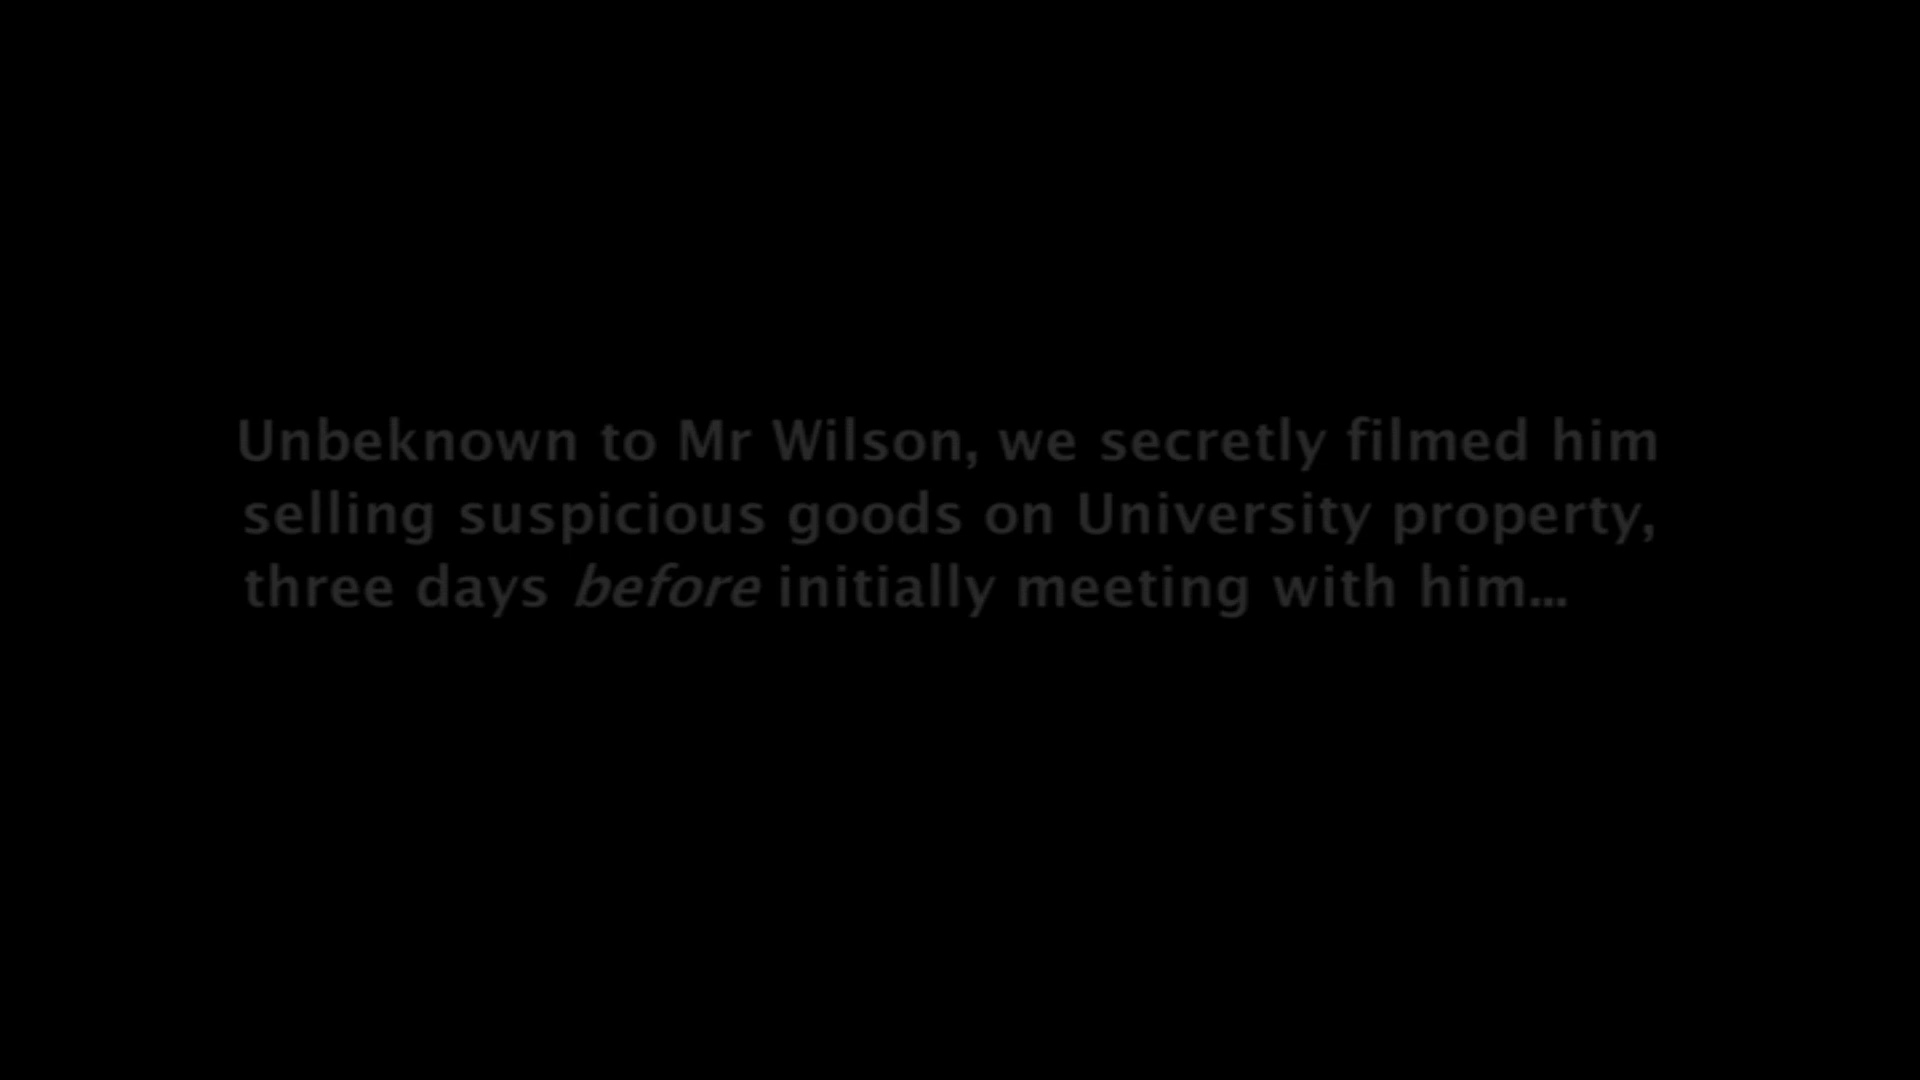 Unbeknown to Mr Wilson, we secretly filmed him
selling suspicious goods on University property,
three days before initially meeting with him...